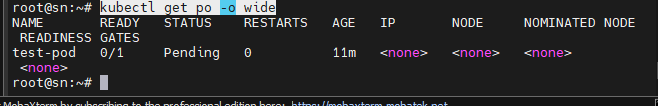 root@sn:~# kubectl get po -o wide
NAME       READY   STATUS    RESTARTS   AGE   IP       NODE     NOMINATED NODE
  READINESS GATES
test-pod   0/1     Pending   0          11m   <none>   <none>   <none>
  <none>
root@sn:~#
MobaXterm by subscribing to the professional edition here: https://mobaxterm.mobatek.net